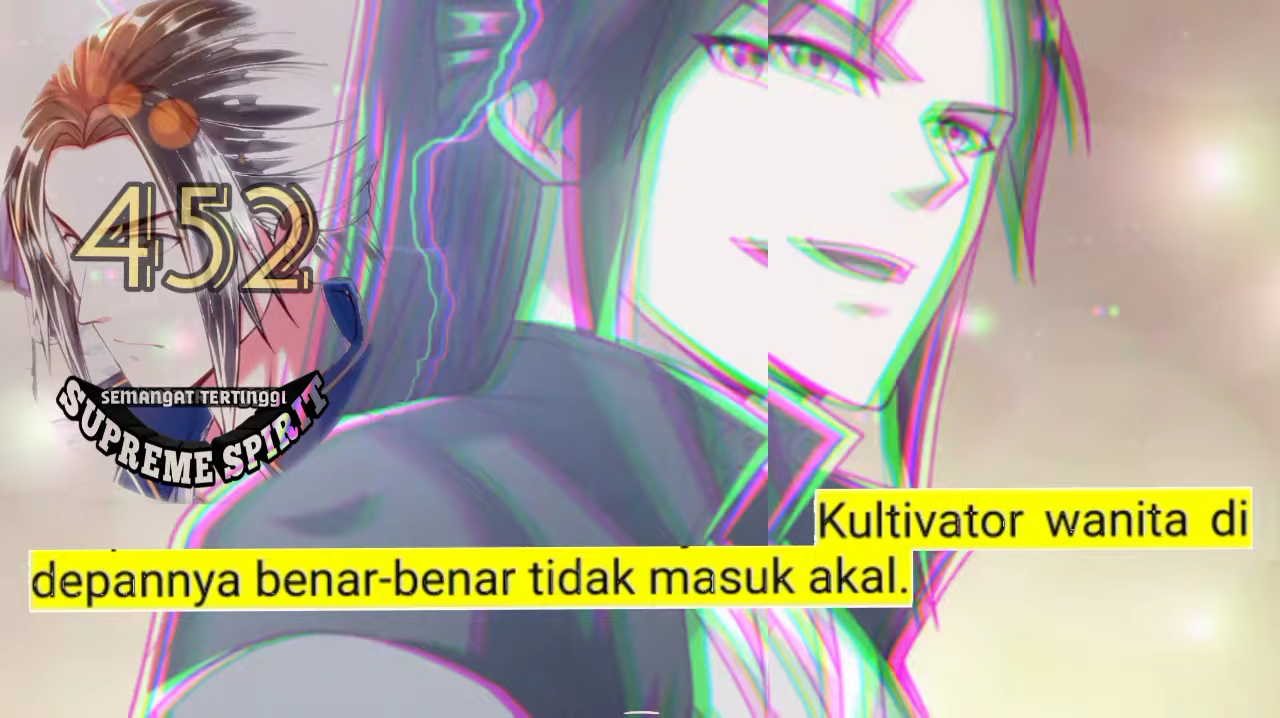 452
SEMANGAT TERTINGGI
SUPREME SPIRIT
Kultivator wanita di
depannya benar-benar tidak masuk akal.